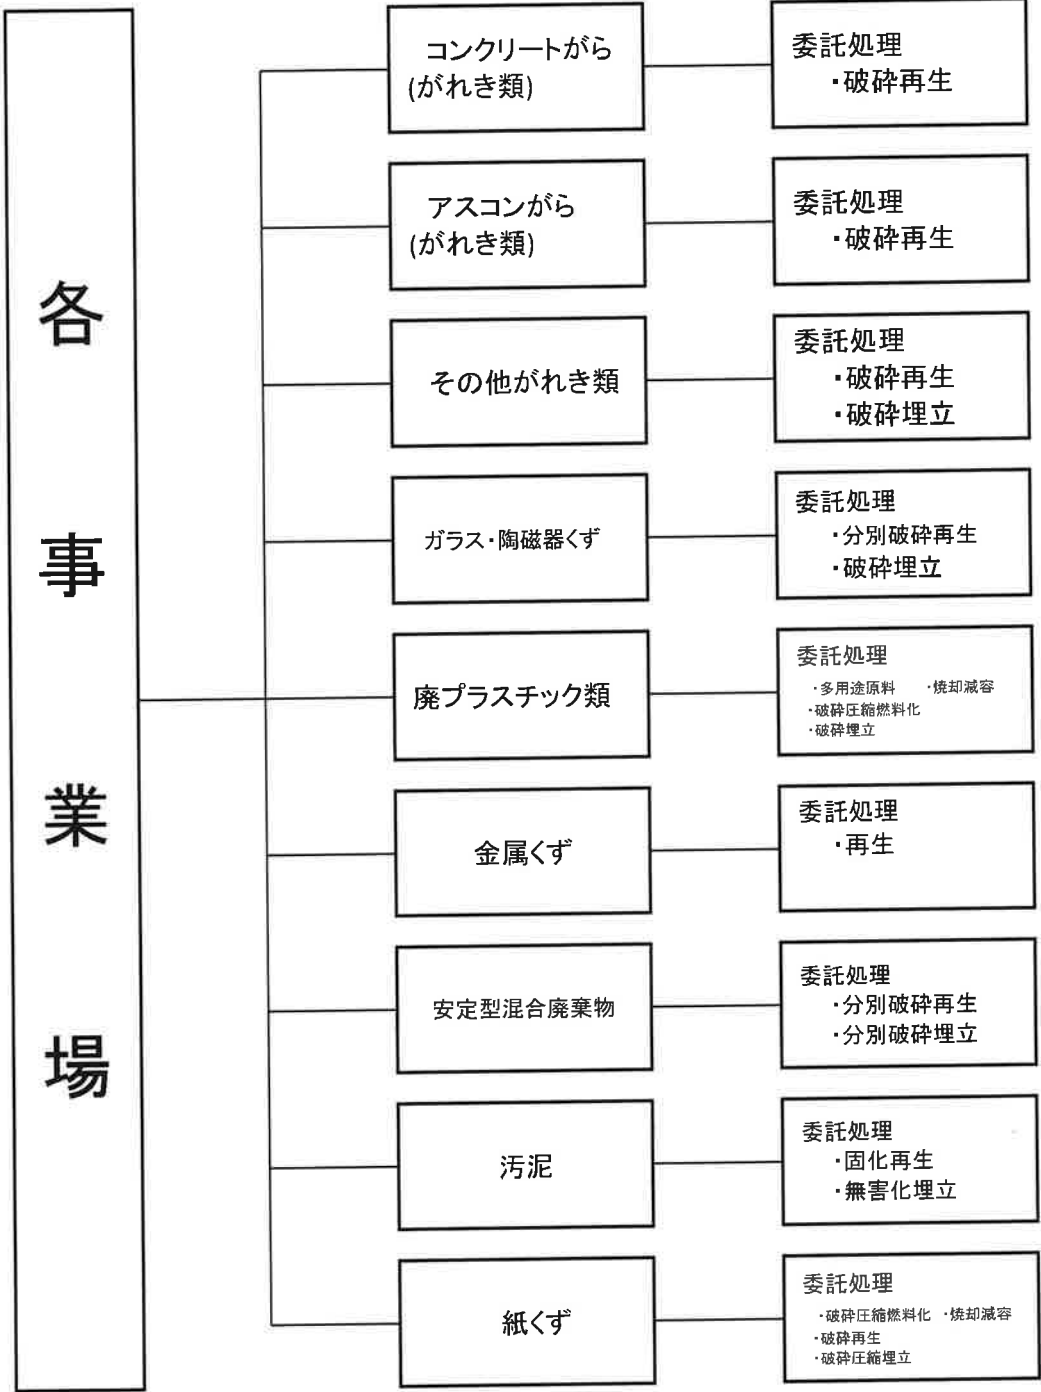 各事業場
コンクリートがら
(がれき類)
委託処理
・破砕再生
アスコンがら
(がれき類)
委託処理
・破砕再生
その他がれき類
委託処理
・破砕再生
・破砕埋立
ガラス・陶磁器くず
委託処理
・分別破砕再生
・破砕埋立
廃プラスチック類
委託処理
・多用途原料 ・焼却減容
・破砕圧縮燃料化
・破砕埋立
金属くず
委託処理
・再生
安定型混合廃棄物
委託処理
・分別破砕再生
・分別破砕埋立
汚泥
委託処理
・固化再生
・無害化埋立
紙くず
委託処理
・破砕圧縮燃料化 ・焼却減容
・破砕再生
・破砕圧縮埋立